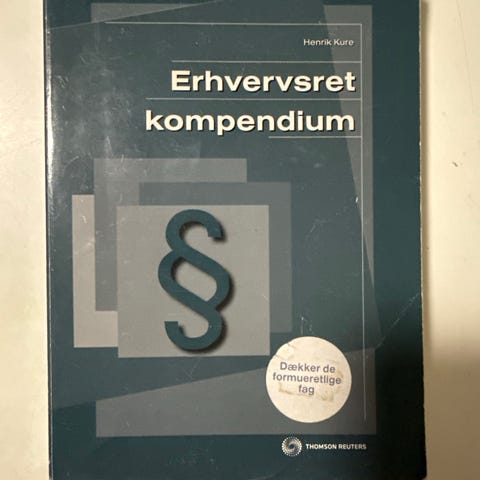 Henrik Kure
Erhvervsret
kompendium
§
Dækker de
formueretlige
fag
THOMSON REUTERS